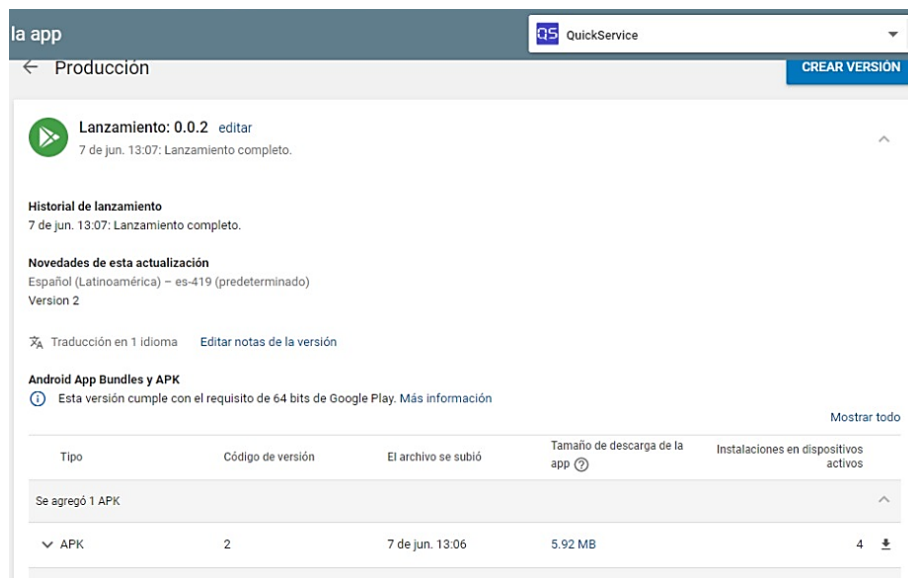 la app
QS QuickService
← Producción
CREAR VERSIÓN
Lanzamiento: 0.0.2 editar
7 de jun. 13:07: Lanzamiento completo.
Historial de lanzamiento
7 de jun. 13:07: Lanzamiento completo.
Novedades de esta actualización
Español (Latinoamérica) – es-419 (predeterminado)
Version 2
Traducción en 1 idioma Editar notas de la versión
Android App Bundles y APK
Esta versión cumple con el requisito de 64 bits de Google Play. Más información
Mostrar todo
Tipo Código de versión El archivo se subió Tamaño de descarga de la app Instalaciones en dispositivos activos
Se agregó 1 APK
APK 2 7 de jun. 13:06 5.92 MB 4